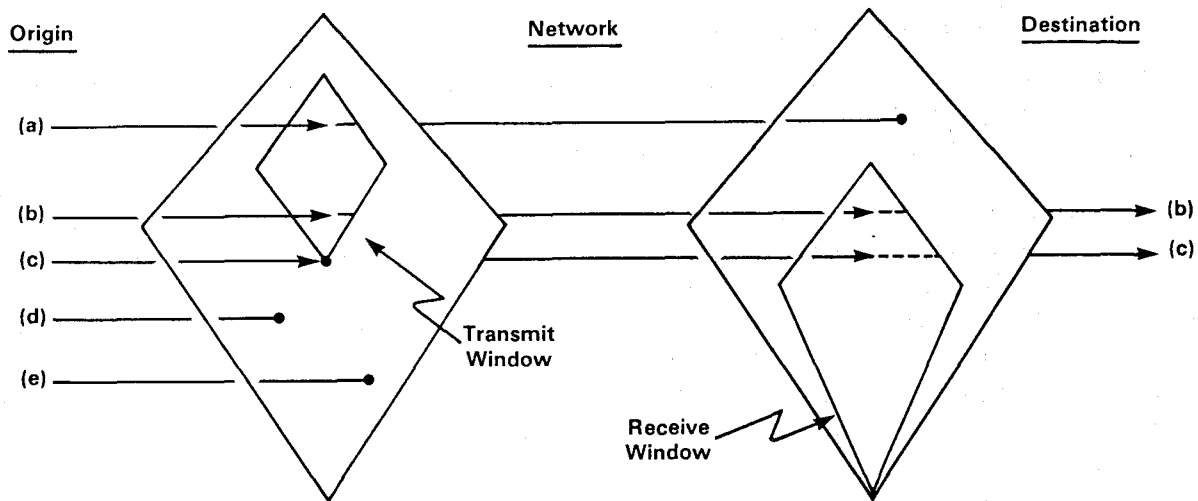 Origin
Network
Destination
(a)
(b)
(b)
(c)
(c)
(d)
Transmit
Window
(e)
Receive
Window